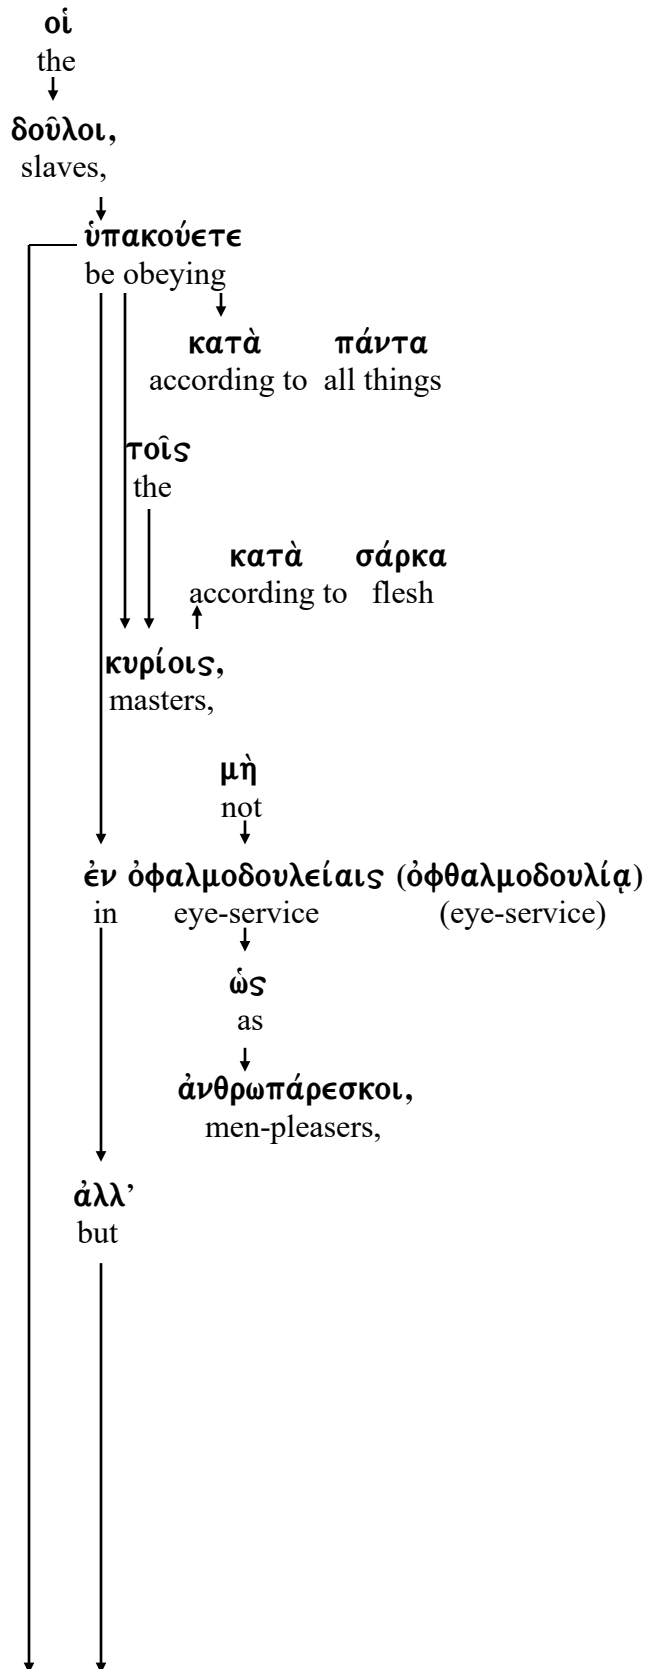 οἱ
the
δοῦλοι,
slaves,
ὑπακούετε
be obeying
κατὰ πάντα
according to all things
τοῖς
the
κατὰ σάρκα
according to flesh
κυρίοις,
masters,
μὴ
not
ἐν ὀφαλμοδουλείαις (ὀφθαλμοδουλίᾳ)
in eye-service (eye-service)
ὡς
as
ἀνθρωπάρεσκοι,
men-pleasers,
ἀλλ’
but